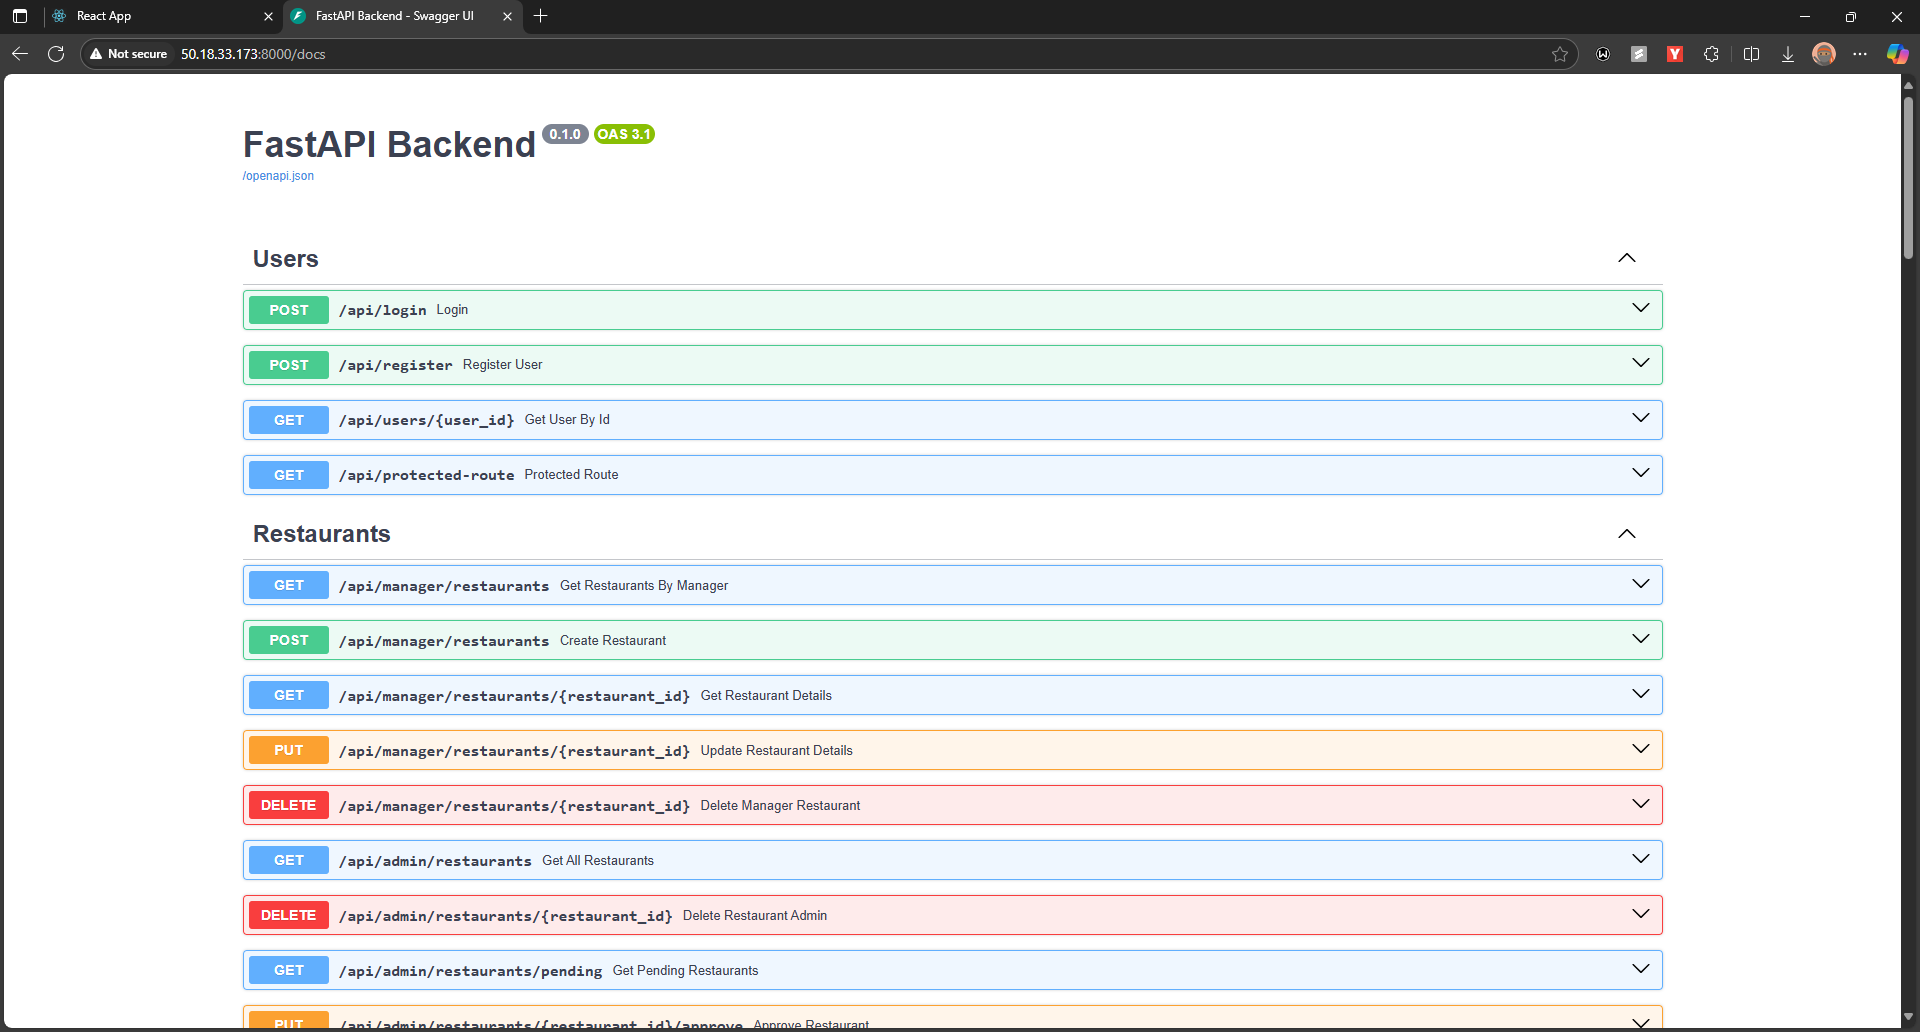 React App
FastAPI Backend - Swagger UI
Not secure 50.18.33.173:8000/docs
FastAPI Backend 0.1.0 OAS 3.1
/openapi.json
Users
POST /api/login Login
POST /api/register Register User
GET /api/users/{user_id} Get User By Id
GET /api/protected-route Protected Route
Restaurants
GET /api/manager/restaurants Get Restaurants By Manager
POST /api/manager/restaurants Create Restaurant
GET /api/manager/restaurants/{restaurant_id} Get Restaurant Details
PUT /api/manager/restaurants/{restaurant_id} Update Restaurant Details
DELETE /api/manager/restaurants/{restaurant_id} Delete Manager Restaurant
GET /api/admin/restaurants Get All Restaurants
DELETE /api/admin/restaurants/{restaurant_id} Delete Restaurant Admin
GET /api/admin/restaurants/pending Get Pending Restaurants
PUT /api/admin/restaurants/{restaurant_id}/approve Approve Restaurant